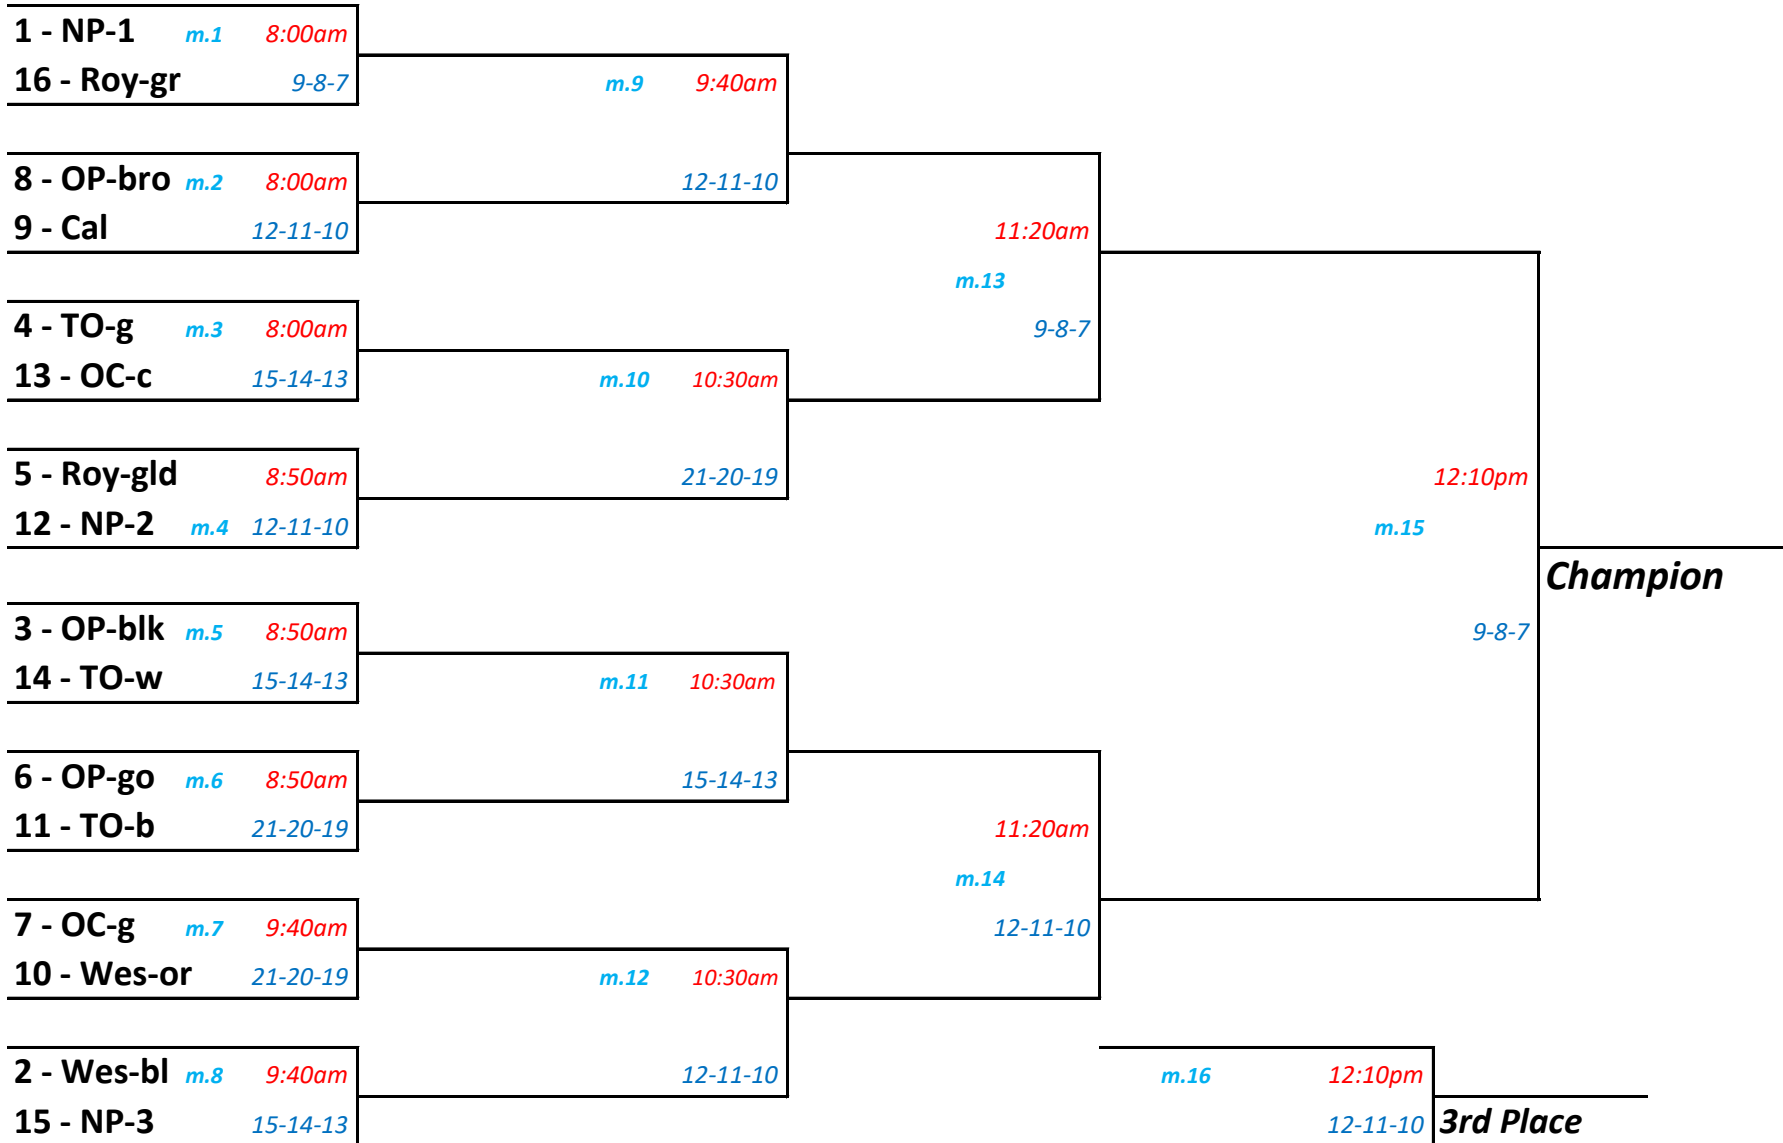 1 - NP-1 m.1 8:00am
16 - Roy-gr 9-8-7
m.9 9:40am
8 - OP-bro m.2 8:00am
12-11-10
9 - Cal 12-11-10
11:20am
m.13
4 - TO-g m.3 8:00am
9-8-7
13 - OC-c 15-14-13
m.10 10:30am
5 - Roy-gld 8:50am
21-20-19
12:10pm
12 - NP-2 m.4 12-11-10
m.15
Champion
3 - OP-blk m.5 8:50am
9-8-7
14 - TO-w 15-14-13
m.11 10:30am
6 - OP-go m.6 8:50am
15-14-13
11 - TO-b 21-20-19
11:20am
m.14
7 - OC-g m.7 9:40am
12-11-10
10 - Wes-or 21-20-19
m.12 10:30am
2 - Wes-bl m.8 9:40am
12-11-10
m.16 12:10pm
15 - NP-3 15-14-13
12-11-10 3rd Place